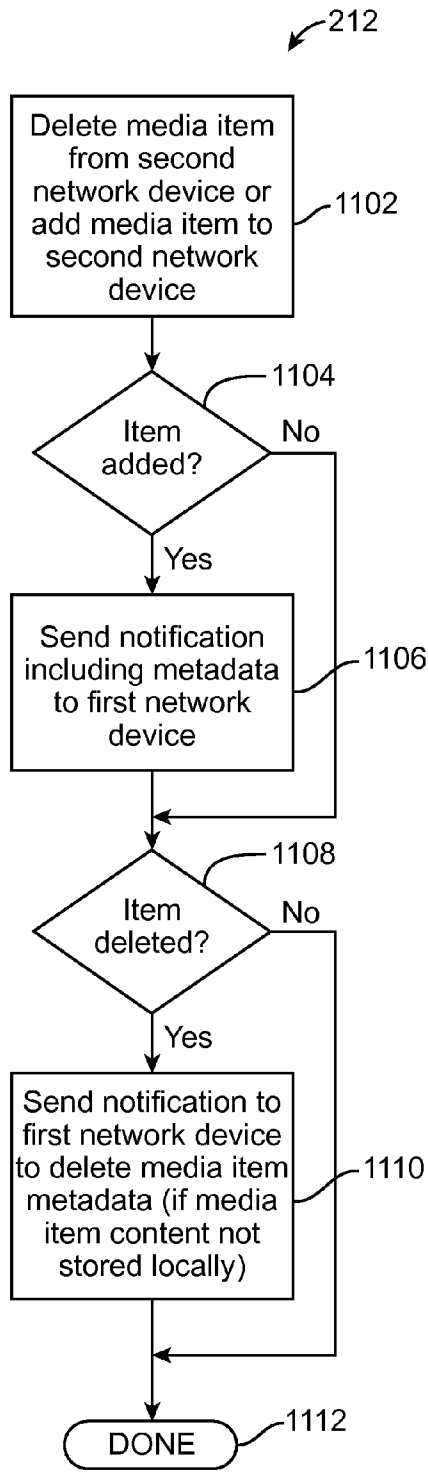 212
Delete media item
from second
network device or
add media item to
second network
device
1102
1104
Item
added?
No
Yes
Send notification
including metadata
to first network
device
1106
1108
Item
deleted?
No
Yes
Send notification to
first network device
to delete media item
metadata (if media
item content not
stored locally)
1110
DONE
1112